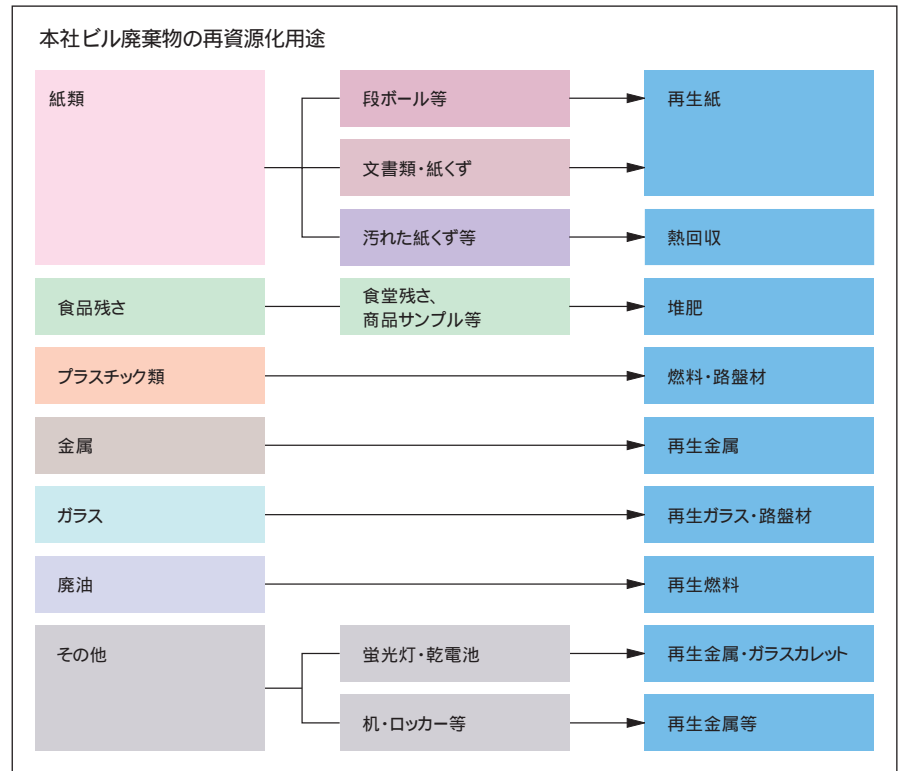 本社ビル廃棄物の再資源化用途
紙類
段ボール等
再生紙
文書類・紙くず
汚れた紙くず等
熱回収
食品残さ
食堂残さ、
商品サンプル等
堆肥
プラスチック類
燃料・路盤材
金属
再生金属
ガラス
再生ガラス・路盤材
廃油
再生燃料
その他
蛍光灯・乾電池
再生金属・ガラスカレット
机・ロッカー等
再生金属等